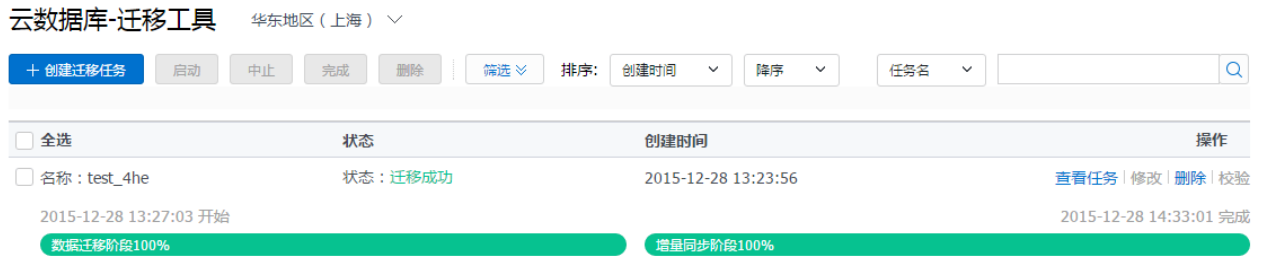 云数据库-迁移工具 华东地区（上海）
+ 创建迁移任务 启动 中止 完成 删除 筛选 排序: 创建时间 降序 任务名
全选 状态 创建时间 操作
名称：test_4he 状态：迁移成功 2015-12-28 13:23:56 查看任务 | 修改 | 删除 | 校验
2015-12-28 13:27:03 开始 2015-12-28 14:33:01 完成
数据迁移阶段100% 增量同步阶段100%